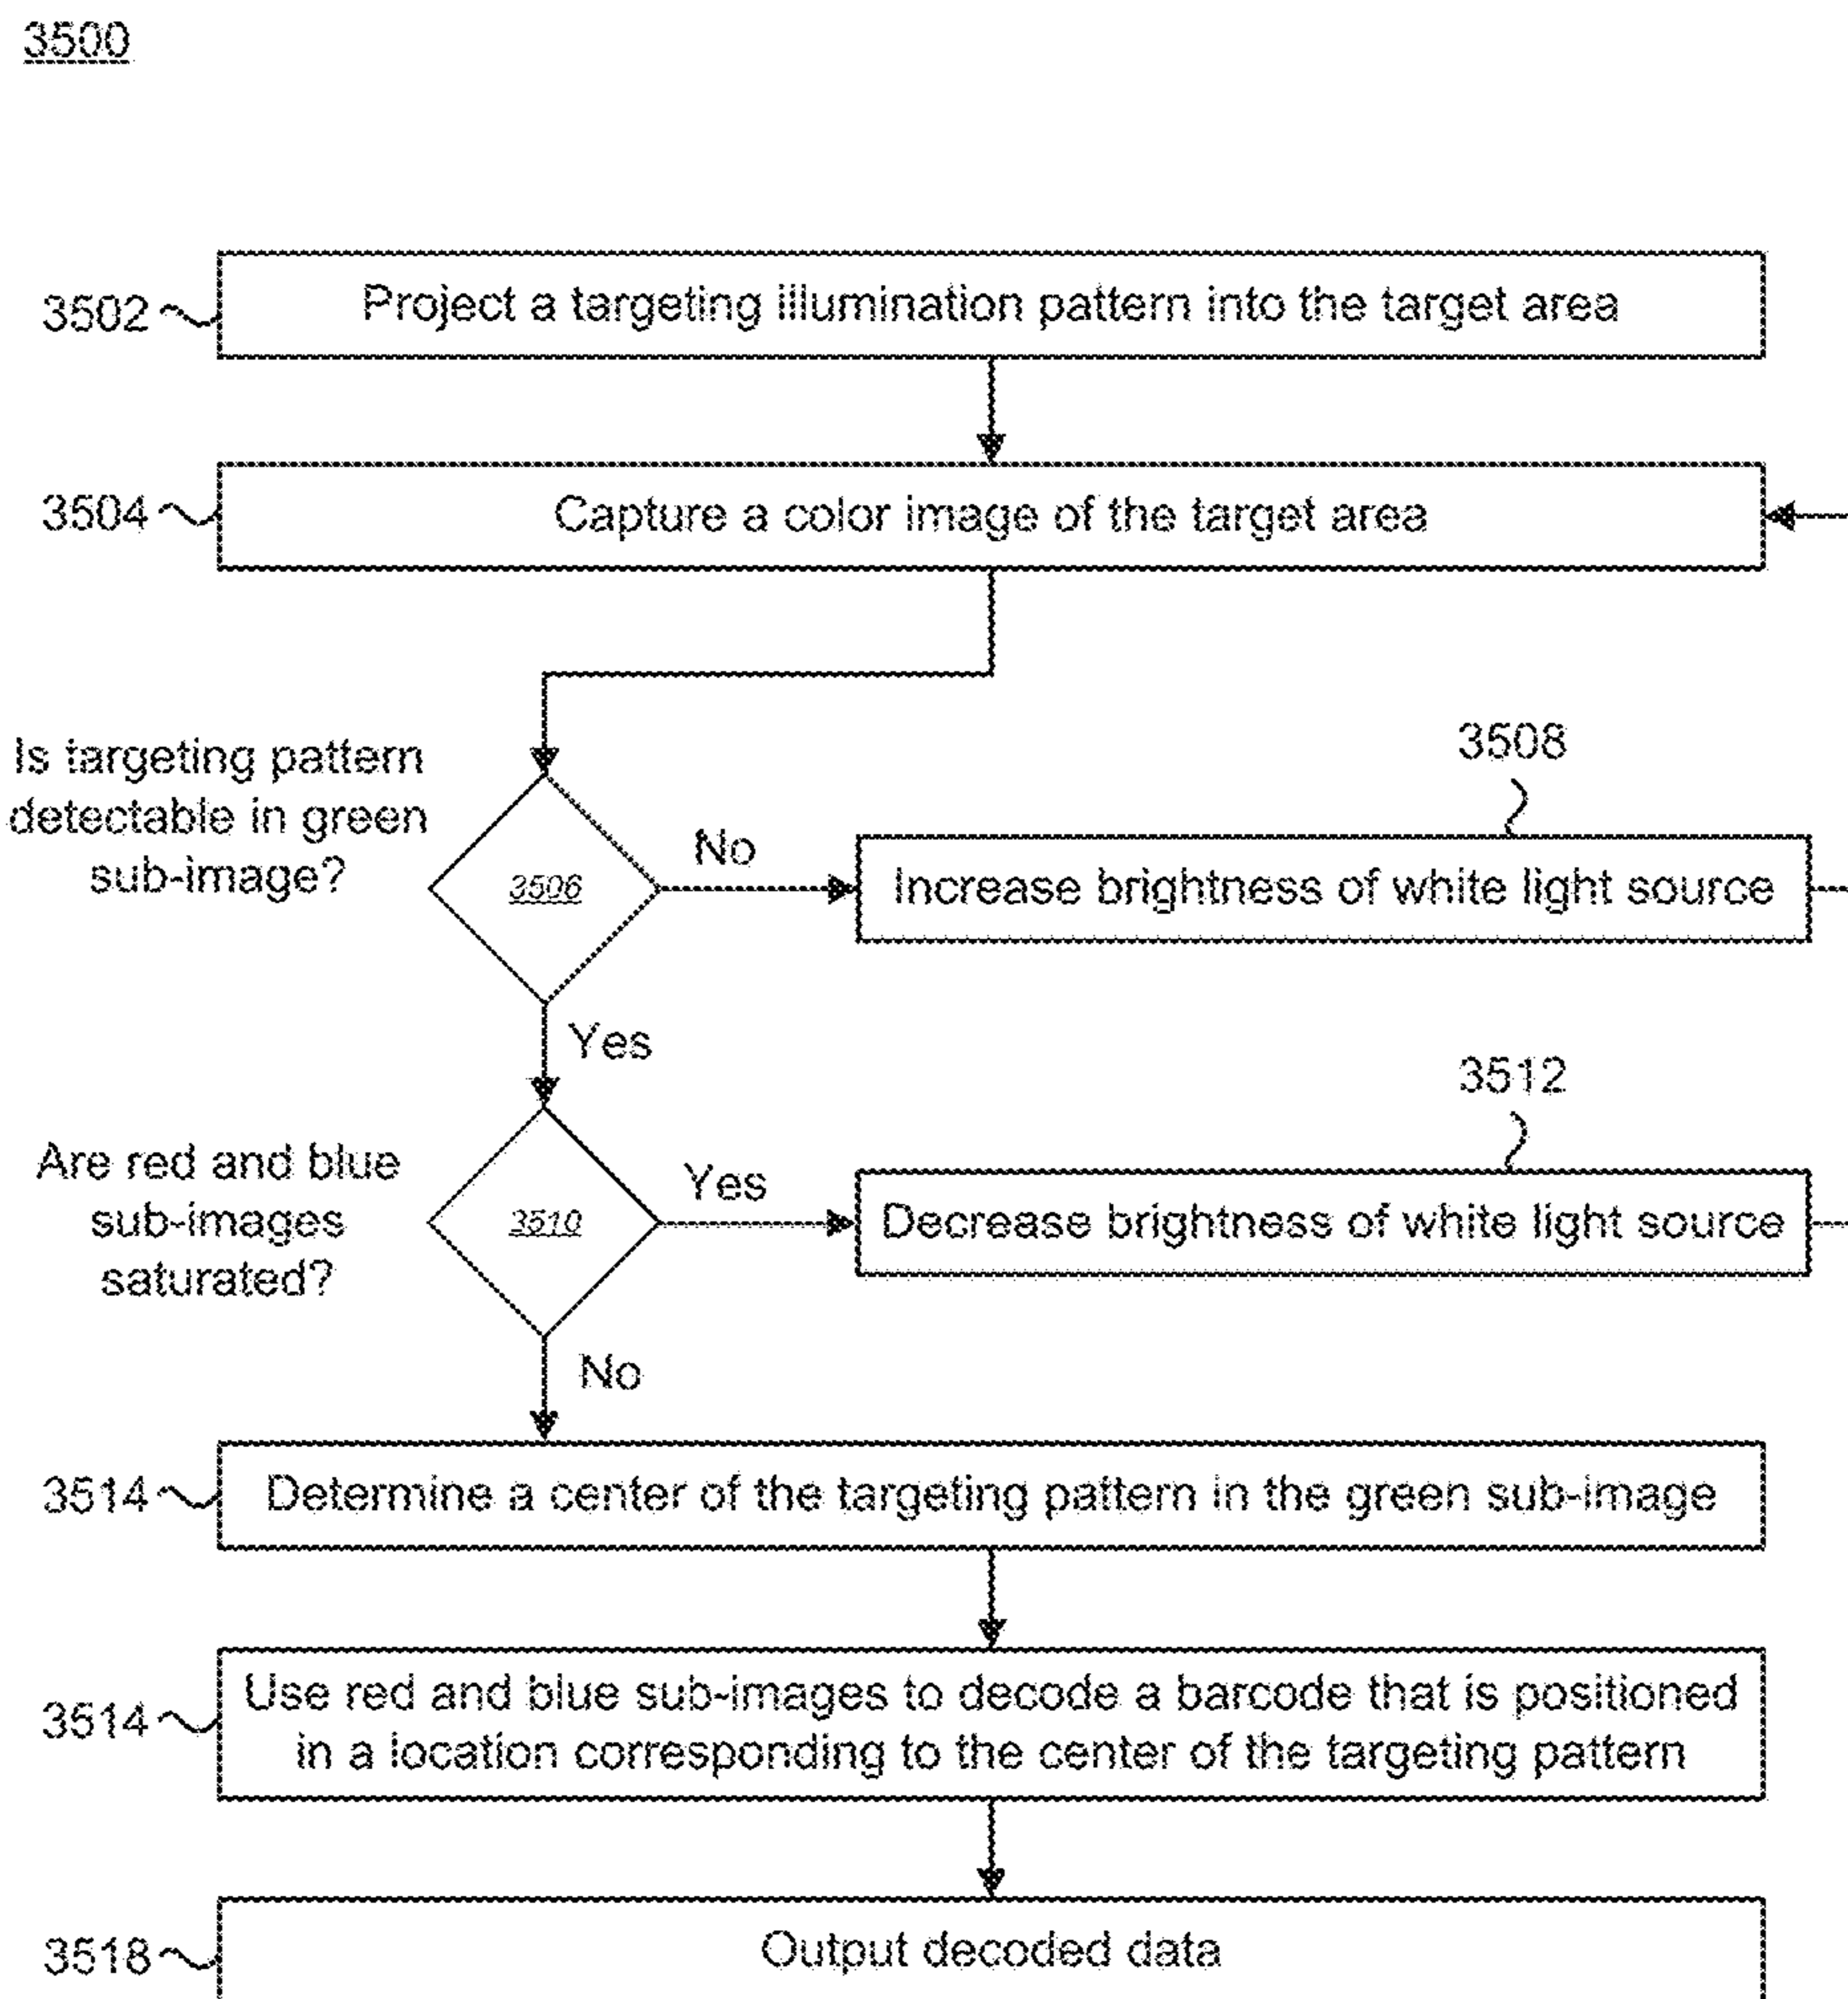 3500
3502
Project a targeting illumination pattern into the target area
3504
Capture a color image of the target area
Is targeting pattern
detectable in green
sub-image?
3506
No
3508
Increase brightness of white light source
Yes
Are red and blue
sub-images
saturated?
3510
Yes
3512
Decrease brightness of white light source
No
3514
Determine a center of the targeting pattern in the green sub-image
3514
Use red and blue sub-images to decode a barcode that is positioned
in a location corresponding to the center of the targeting pattern
3518
Output decoded data